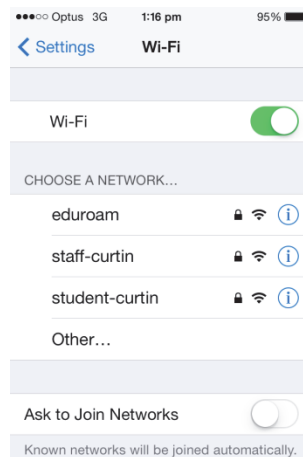 Optus 3G 1:16 pm 95%
Settings Wi-Fi
Wi-Fi
CHOOSE A NETWORK...
eduroam
staff-curtin
student-curtin
Other...
Ask to Join Networks
Known networks will be joined automatically.